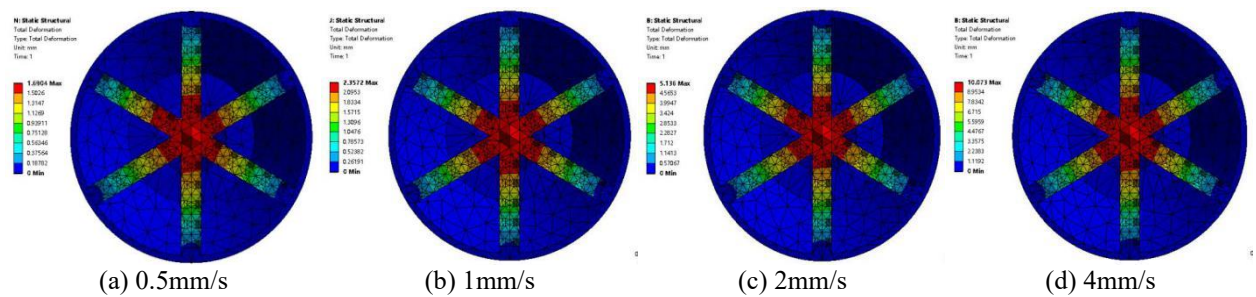 N: Static Structural
Total Deformation
Type: Total Deformation
Unit: mm
Time: 1
1.6904 Max
1.5026
1.3147
1.1269
0.93911
0.75128
0.56346
0.37564
0.18782
0 Min
J: Static Structural
Total Deformation
Type: Total Deformation
Unit: mm
Time: 1
2.3572 Max
2.0953
1.8334
1.5715
1.3096
1.0476
0.78573
0.52382
0.26191
0 Min
B: Static Structural
Total Deformation
Type: Total Deformation
Unit: mm
Time: 1
5.136 Max
4.5653
3.9947
3.424
2.8533
2.2827
1.712
1.1413
0.57067
0 Min
B: Static Structural
Total Deformation
Type: Total Deformation
Unit: mm
Time: 1
10.073 Max
8.9534
7.8342
6.715
5.5959
4.4767
3.3575
2.2383
1.1192
0 Min
(a) 0.5mm/s
(b) 1mm/s
(c) 2mm/s
(d) 4mm/s